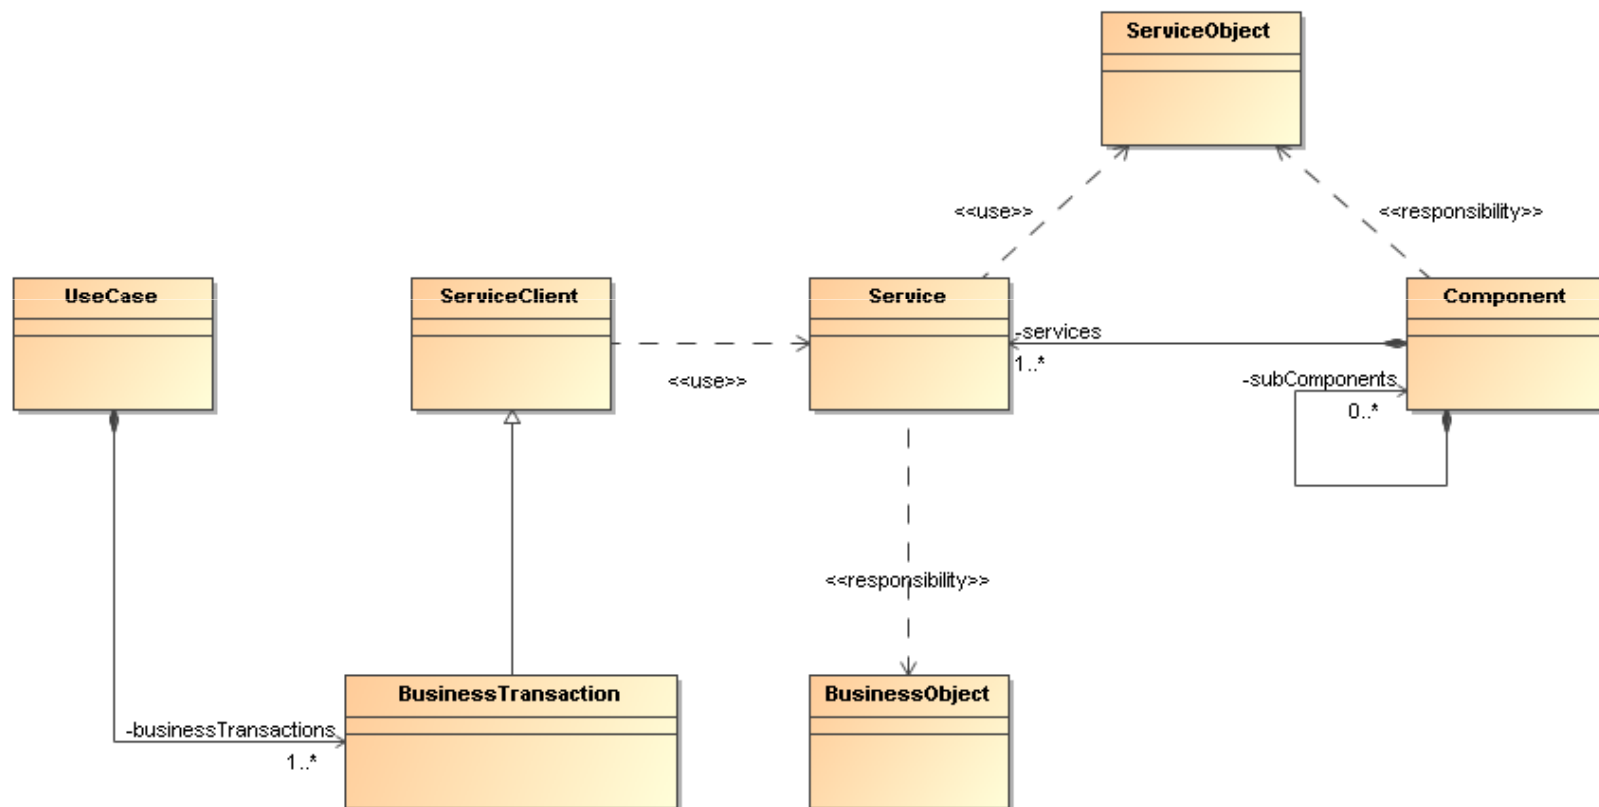 ServiceObject
<<use>>
<<responsibility>>
UseCase
ServiceClient
Service
Component
-services
1..*
<<use>>
-subComponents
0..*
<<responsibility>>
BusinessTransaction
BusinessObject
-businessTransactions
1..*